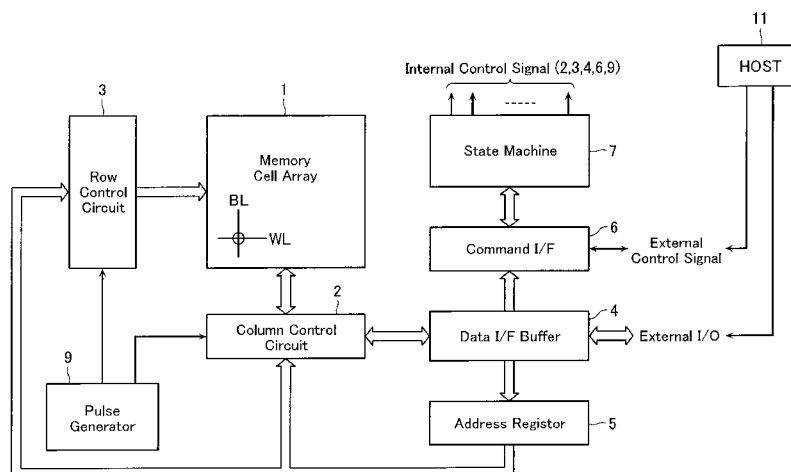 11
HOST
Internal Control Signal (2,3,4,6,9)
3
1
Row
Control
Circuit
Memory
Cell Array
BL
WL
State Machine
7
6
Command I/F
External
Control Signal
2
Column Control
Circuit
4
Data I/F Buffer
External I/O
9
Pulse
Generator
Address Registor
5